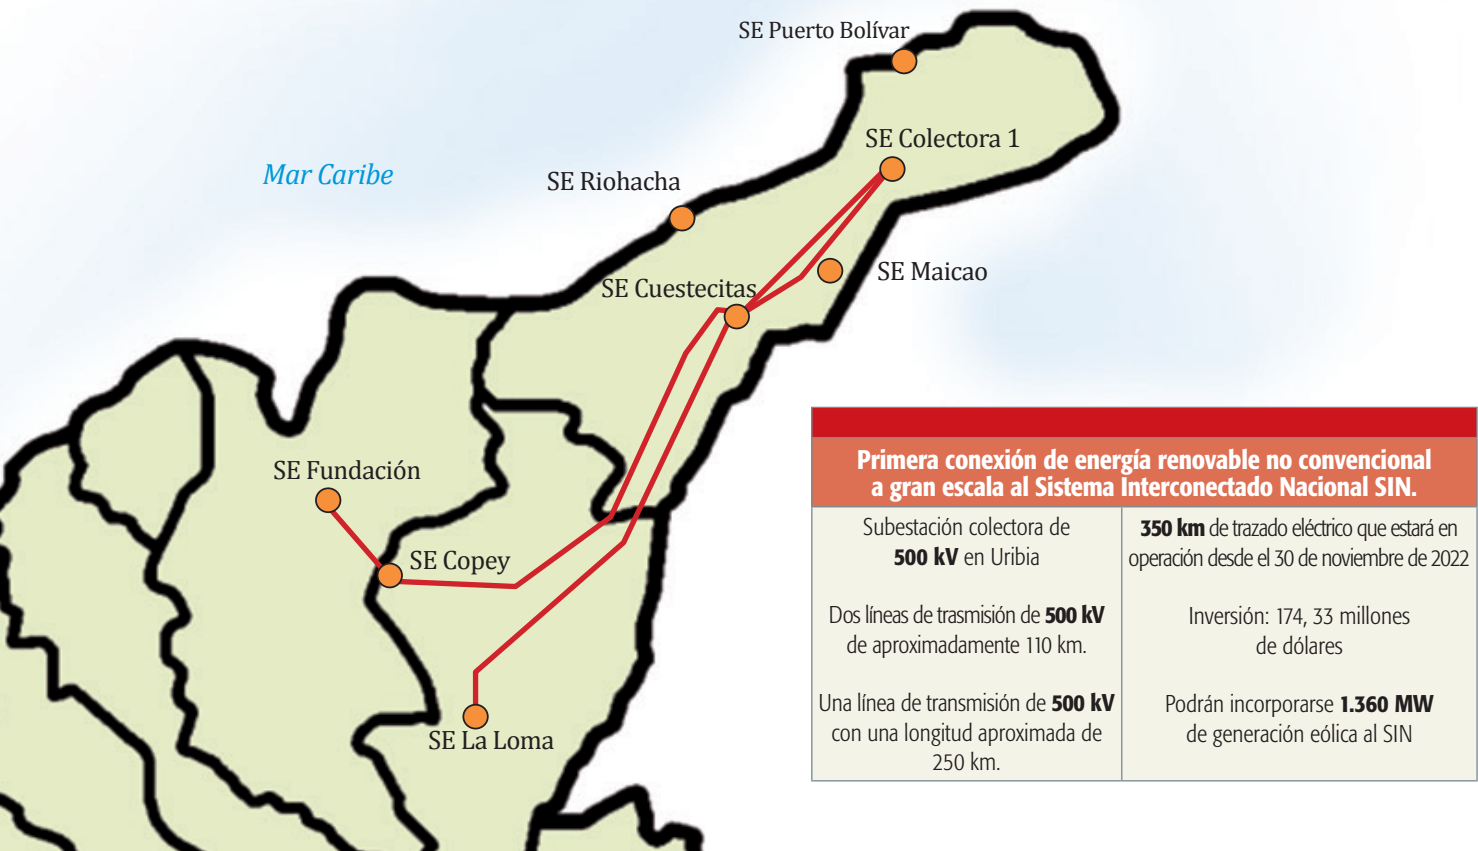 SE Puerto Bolívar
SE Colectora 1
Mar Caribe
SE Riohacha
SE Maicao
SE Cuestecitas
SE Fundación
SE Copey
SE La Loma
Primera conexión de energía renovable no convencional
a gran escala al Sistema Interconectado Nacional SIN.
Subestación colectora de
500 kV en Uribia
Dos líneas de trasmisión de 500 kV
de aproximadamente 110 km.
Una línea de transmisión de 500 kV
con una longitud aproximada de
250 km.
350 km de trazado eléctrico que estará en
operación desde el 30 de noviembre de 2022
Inversión: 174, 33 millones
de dólares
Podrán incorporarse 1.360 MW
de generación eólica al SIN